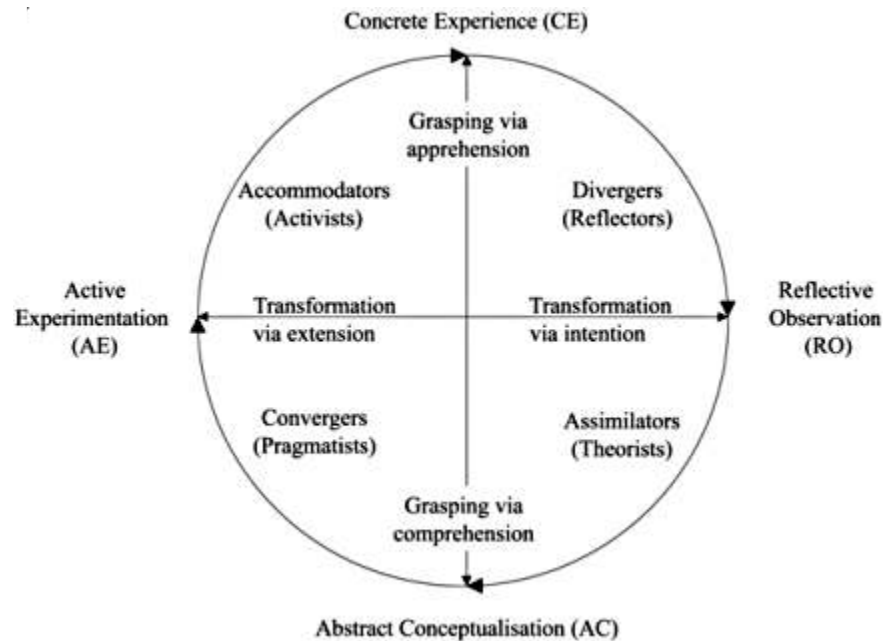 Concrete Experience (CE)
Grasping via
apprehension
Accommodators
(Activists)
Divergers
(Reflectors)
Active
Experimentation
(AE)
Transformation
via extension
Transformation
via intention
Reflective
Observation
(RO)
Convergers
(Pragmatists)
Assimilators
(Theorists)
Grasping via
comprehension
Abstract Conceptualisation (AC)